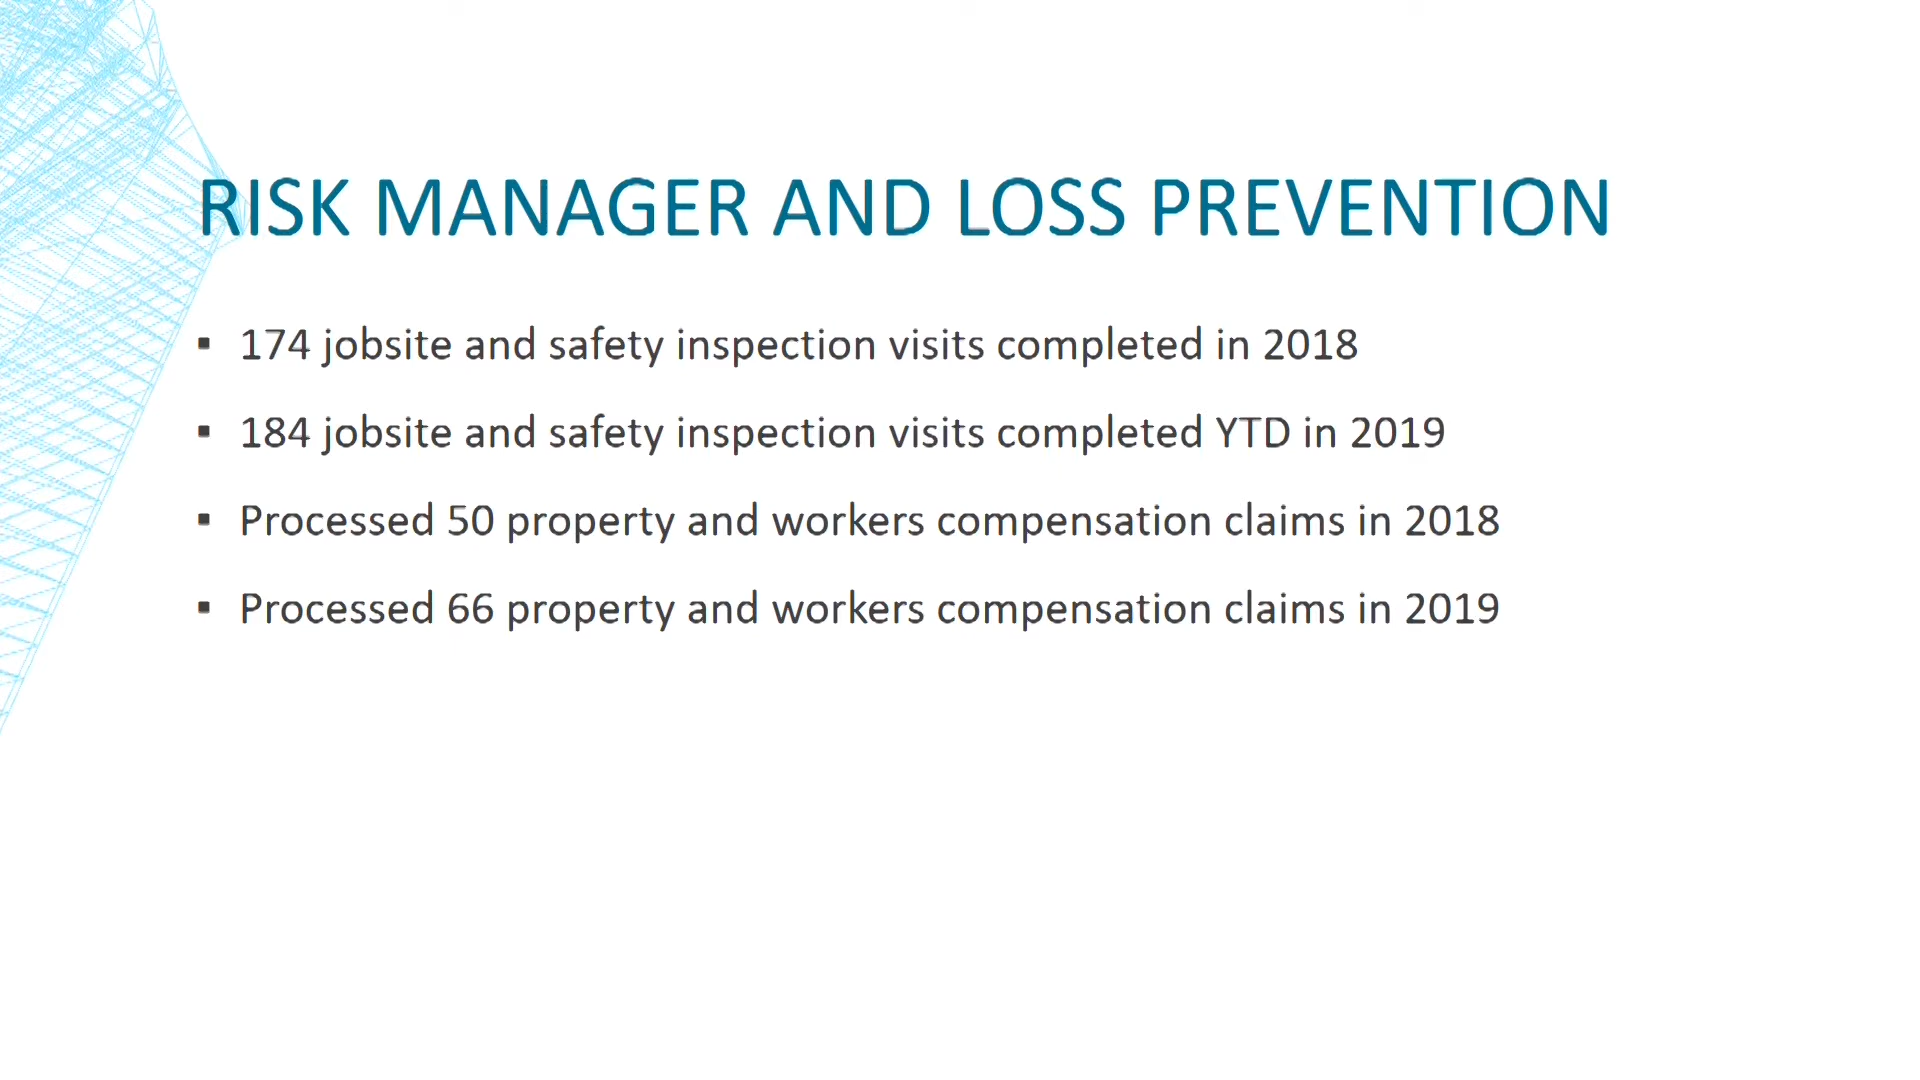 RISK MANAGER AND LOSS PREVENTION
▪ 174 jobsite and safety inspection visits completed in 2018
▪ 184 jobsite and safety inspection visits completed YTD in 2019
▪ Processed 50 property and workers compensation claims in 2018
▪ Processed 66 property and workers compensation claims in 2019